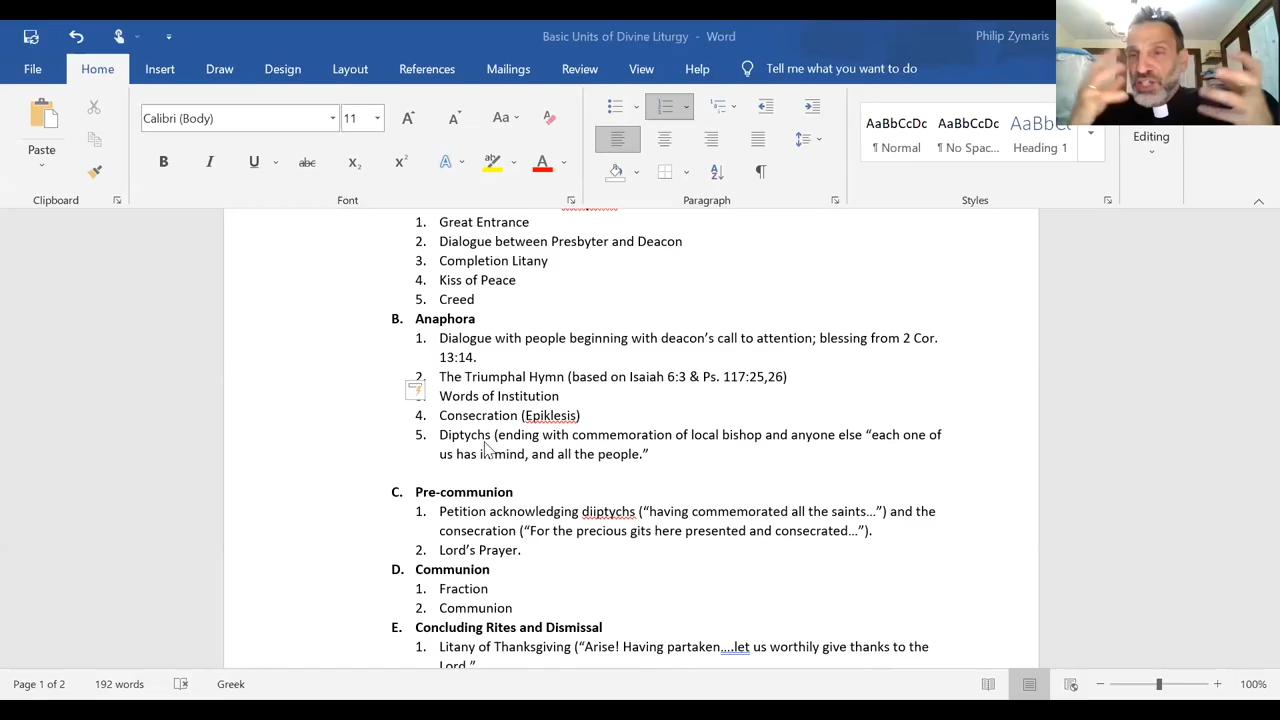 Basic Units of Divine Liturgy - Word
Philip Zymaris
File Home Insert Draw Design Layout References Mailings Review View Help Tell me what you want to do
Paste
Calibri (Body) 11
AaBbCcDc AaBbCcDc AaBbCcD
¶ Normal ¶ No Spac... Heading 1
Editing
Clipboard Font Paragraph Styles
1. Great Entrance
2. Dialogue between Presbyter and Deacon
3. Completion Litany
4. Kiss of Peace
5. Creed
B. Anaphora
1. Dialogue with people beginning with deacon’s call to attention; blessing from 2 Cor.
13:14.
2. The Triumphal Hymn (based on Isaiah 6:3 & Ps. 117:25,26)
Words of Institution
4. Consecration (Epiklesis)
5. Diptychs (ending with commemoration of local bishop and anyone else “each one of
us has in mind, and all the people.”
C. Pre-communion
1. Petition acknowledging diiptychs (“having commemorated all the saints…”) and the
consecration (“For the precious gits here presented and consecrated…”).
2. Lord’s Prayer.
D. Communion
1. Fraction
2. Communion
E. Concluding Rites and Dismissal
1. Litany of Thanksgiving (“Arise! Having partaken….let us worthily give thanks to the
Lord.”
Page 1 of 2 192 words Greek 100%